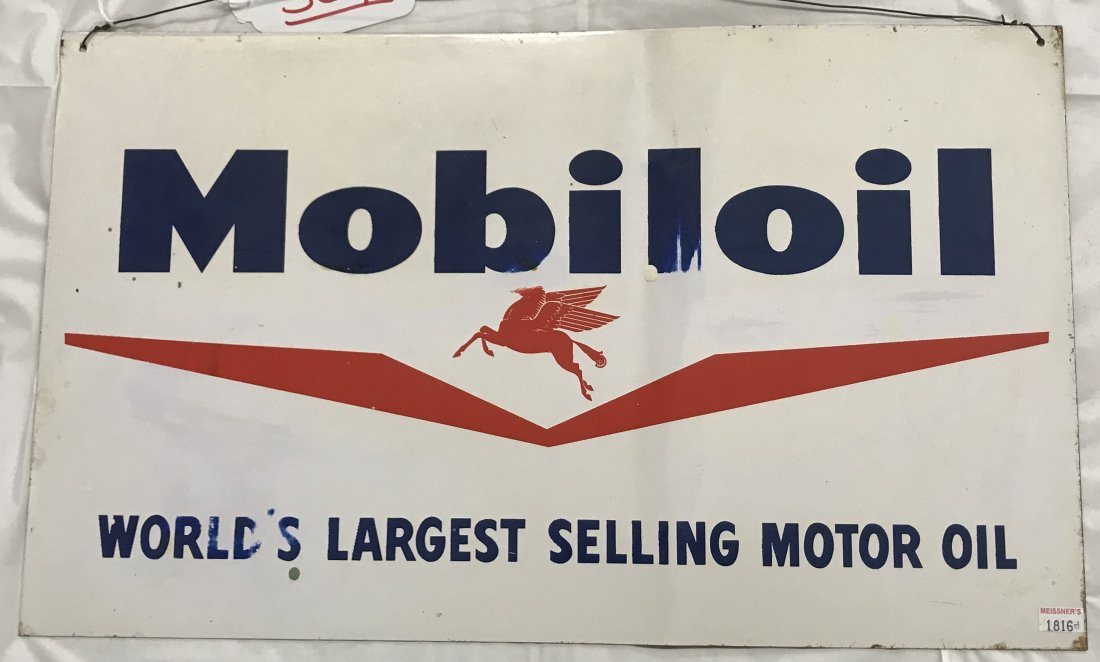 Mobiloil
WORLD'S LARGEST SELLING MOTOR OIL
MEISSNER'S
1816